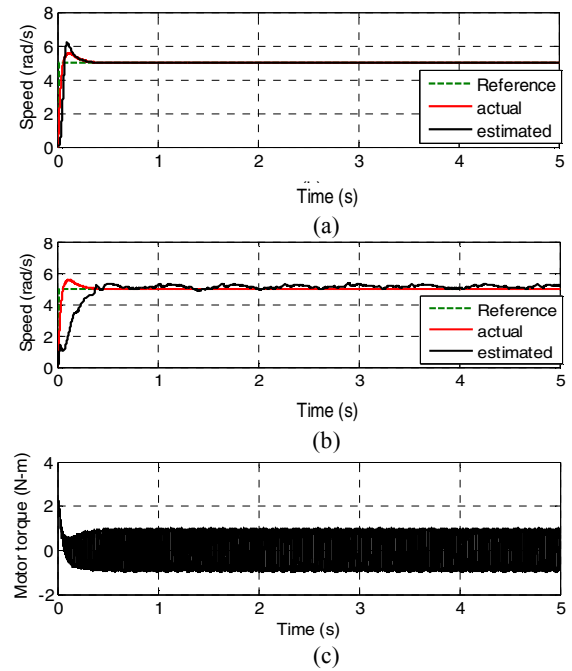 8
6
4
2
0
Speed (rad/s)
Reference
actual
estimated
0
1
2
3
4
5
Time (s)
(a)
8
6
4
2
0
Speed (rad/s)
Reference
actual
estimated
0
1
2
3
4
5
Time (s)
(b)
4
2
0
-2
Motor torque (N-m)
0
1
2
3
4
5
Time (s)
(c)